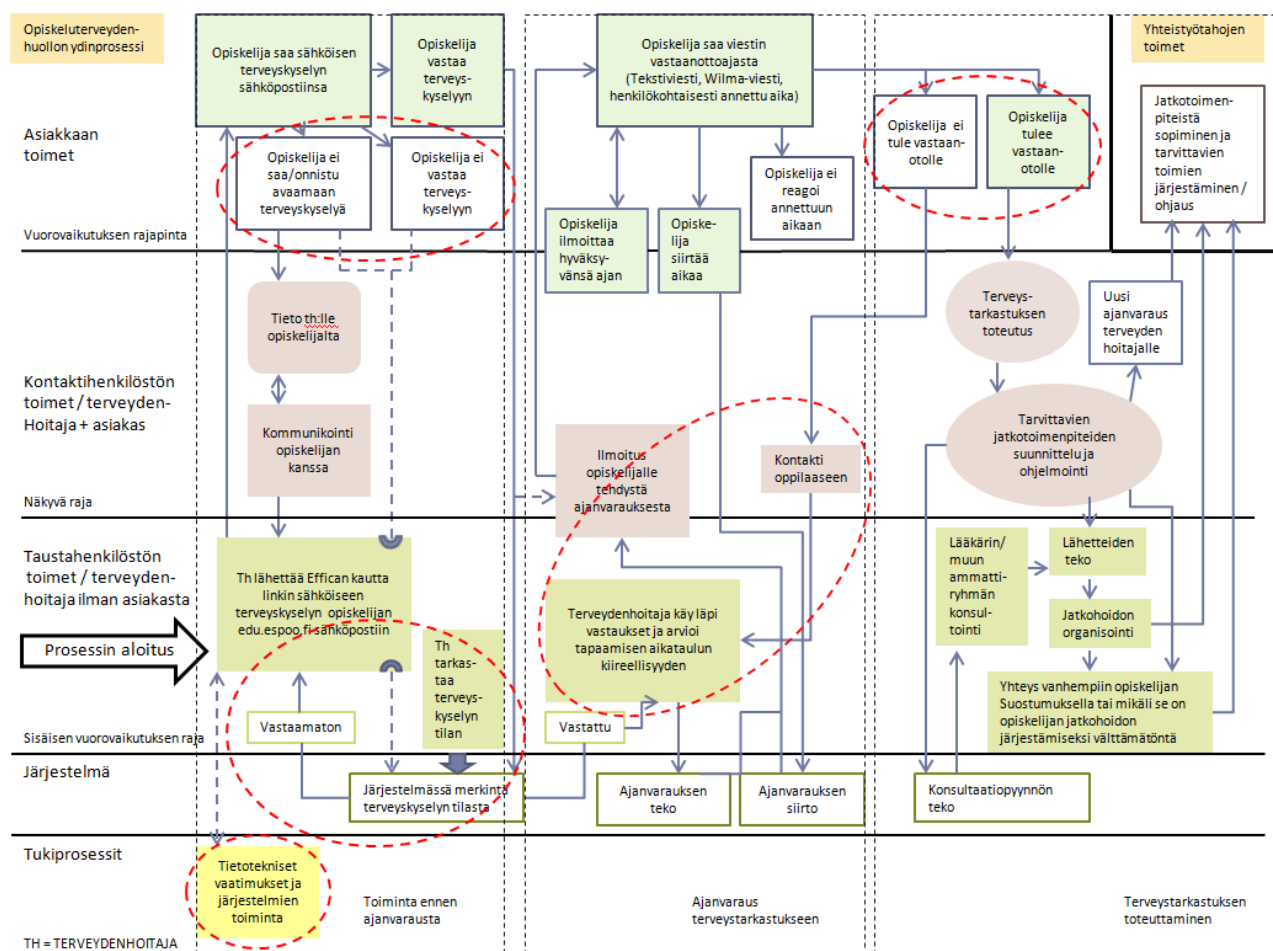 Opiskeluterveyden-
huollon ydinprosessi
Opiskelija saa sähköisen
terveyskyselyn
sähköpostiinsa
Opiskelija
vastaa
terveys-
kyselyyn
Opiskelija saa viestin
vastaanottoajasta
(Tekstiviesti, Wilma-viesti,
henkilökohtaisesti annettu aika)
Yhteistyötahojen
toimet
Asiakkaan
toimet
Opiskelija ei
saa/onnistu
avaamaan
terveyskyselyä
Opiskelija ei
vastaa
terveys-
kyselyyn
Opiskelija ei
reagoi
annettuun
aikaan
Opiskelija ei
tule vastaan-
otolle
Opiskelija
tulee
vastaan-
otolle
Jatkotoimen-
piteistä
sopiminen ja
tarvittavien
toimien
järjestäminen /
ohjaus
Opiskelija
ilmoittaa
hyväksy-
vänsä ajan
Opiske-
lija
siirtää
aikaa
Vuorovaikutuksen rajapinta
Tieto th:lle
opiskelijalta
Terveys-
tarkastuksen
toteutus
Uusi
ajanvaraus
terveyden
hoitajalle
Kontaktihenkilöstön
toimet / terveyden-
Hoitaja + asiakas
Kommunikointi
opiskelijan
kanssa
Ilmoitus
opiskelijalle
tehdystä
ajanvarauksesta
Kontakti
oppilaaseen
Tarvittavien
jatkotoimenpiteiden
suunnittelu ja
ohjelmointi
Näkyvä raja
Taustahenkilöstön
toimet / terveyden-
hoitaja ilman asiakasta
Th lähettää Effican kautta
linkin sähköiseen
terveyskyselyn opiskelijan
edu.espoo.fi-sähköpostiin
Terveydenhoitaja käy läpi
vastaukset ja arvioi
tapaamisen aikataulun
kiireellisyyden
Lääkärin/
muun
ammatti-
ryhmän
konsul-
tointi
Lähetteiden
teko
Jatkohoidon
organisointi
Prosessin aloitus
Th
tarkas-
taa
terveys-
kyselyn
tilan
Yhteys vanhempiin opiskelijan
Suostumuksella tai mikäli se on
opiskelijan jatkohoidon
järjestämiseksi välttämätöntä
Vastaamaton
Vastattu
Sisäisen vuorovaikutuksen raja
Järjestelmä
Järjestelmässä merkintä
terveyskyselyn tilasta
Ajanvarauksen
teko
Ajanvarauksen
siirto
Konsultaatiopyynnön
teko
Tukiprosessit
Tietotekniset
vaatimukset ja
järjestelmien
toiminta
Toiminta ennen
ajanvarausta
Ajanvaraus
terveystarkastukseen
Terveystarkastuksen
toteuttaminen
TH = TERVEYDENHOITAJA